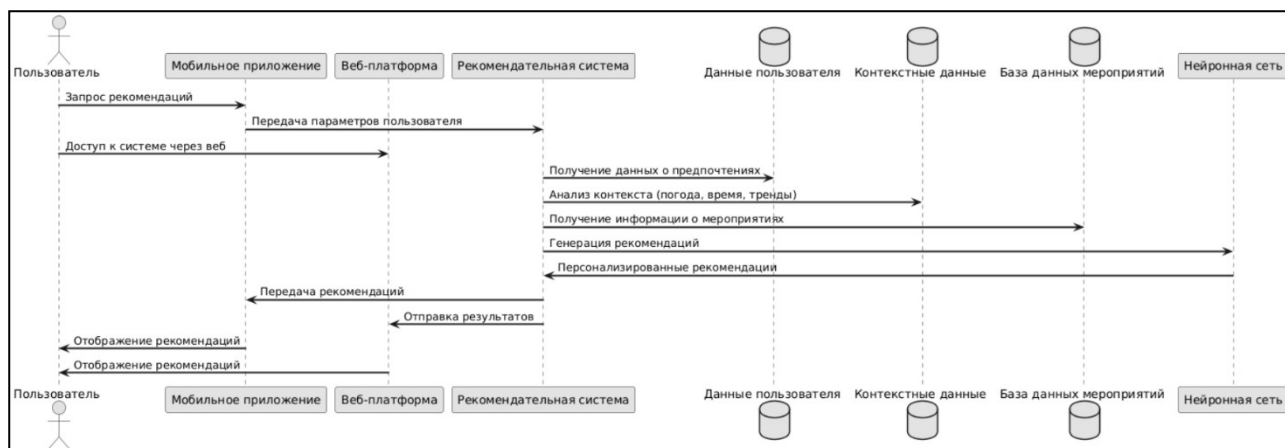 Пользователь
Мобильное приложение
Веб-платформа
Рекомендательная система
Данные пользователя
Контекстные данные
База данных мероприятий
Нейронная сеть
Запрос рекомендаций
Передача параметров пользователя
Доступ к системе через веб
Получение данных о предпочтениях
Анализ контекста (погода, время, тренды)
Получение информации о мероприятиях
Генерация рекомендаций
Персонализированные рекомендации
Передача рекомендаций
Отправка результатов
Отображение рекомендаций
Отображение рекомендаций
Пользователь
Мобильное приложение
Веб-платформа
Рекомендательная система
Данные пользователя
Контекстные данные
База данных мероприятий
Нейронная сеть